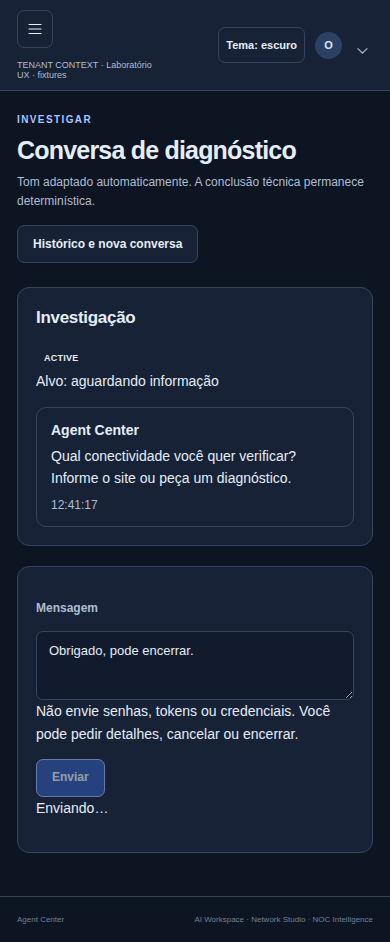 TENANT CONTEXT · Laboratório
UX · fixtures
Tema: escuro
O
INVESTIGAR
Conversa de diagnóstico
Tom adaptado automaticamente. A conclusão técnica permanece
determinística.
Histórico e nova conversa
Investigação
ACTIVE
Alvo: aguardando informação
Agent Center
Qual conectividade você quer verificar?
Informe o site ou peça um diagnóstico.
12:41:17
Mensagem
Obrigado, pode encerrar.
Não envie senhas, tokens ou credenciais. Você
pode pedir detalhes, cancelar ou encerrar.
Enviar
Enviando…
Agent Center
AI Workspace · Network Studio · NOC Intelligence